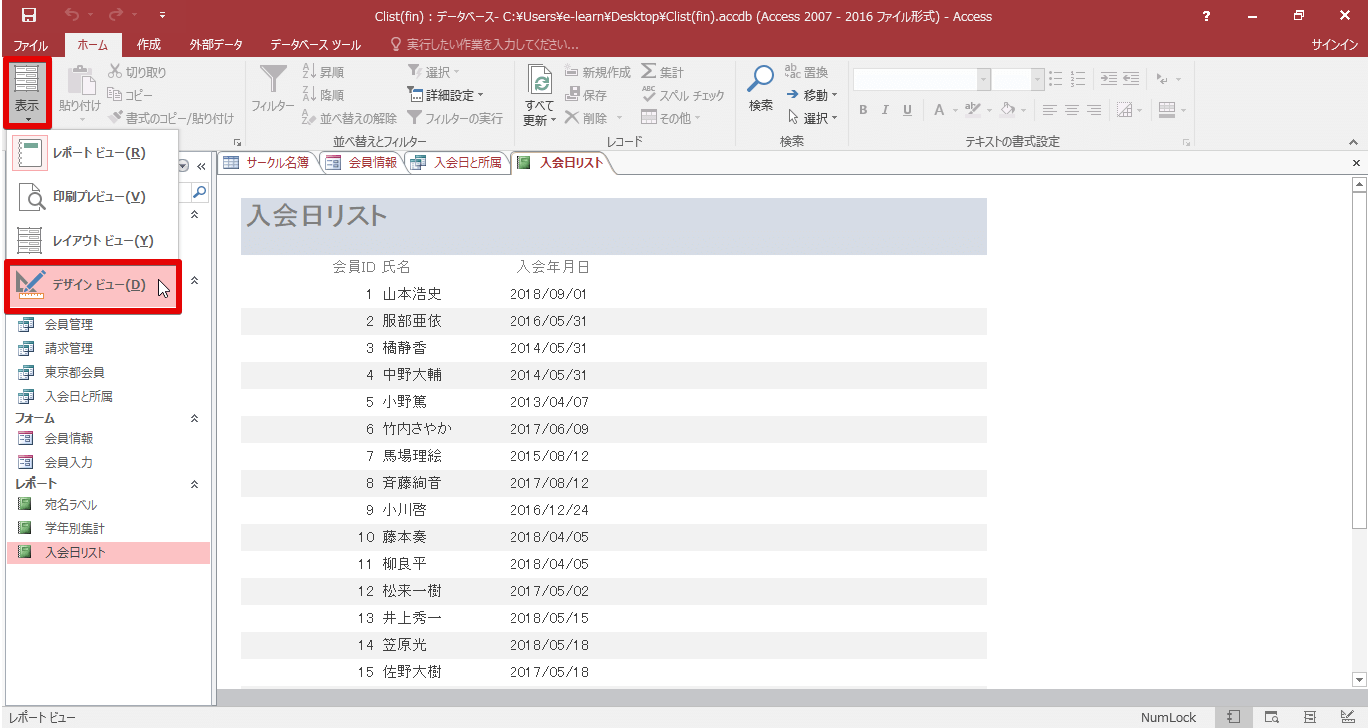 Clist(fin) : データベース- C:¥Users¥e-learn¥Desktop¥Clist(fin).accdb (Access 2007 - 2016 ファイル形式) - Access
?
ファイル ホーム 作成 外部データ データベース ツール 実行したい作業を入力してください... サインイン
表示
貼り付け
切り取り
コピー
書式のコピー/貼り付け
フィルター
昇順
降順
並べ替えの解除
選択
詳細設定
フィルターの実行
並べ替えとフィルター
すべて
更新
新規作成
保存
削除
集計
スペル チェック
その他
レコード
検索
置換
移動
選択
検索
B I U A
テキストの書式設定
レポート ビュー(R)
印刷プレビュー(V)
レイアウト ビュー(Y)
デザイン ビュー(D)
会員管理
請求管理
東京都会員
入会日と所属
フォーム
会員情報
会員入力
レポート
宛名ラベル
学年別集計
入会日リスト
サークル名簿 会員情報 入会日と所属 入会日リスト
入会日リスト
会員ID 氏名 入会年月日
1 山本浩史 2018/09/01
2 服部亜依 2016/05/31
3 橘静香 2014/05/31
4 中野大輔 2014/05/31
5 小野篤 2013/04/07
6 竹内さやか 2017/06/09
7 馬場理絵 2015/08/12
8 斉藤絢音 2017/08/12
9 小川啓 2016/12/24
10 藤本奏 2018/04/05
11 柳良平 2018/04/05
12 松来一樹 2017/05/02
13 井上秀一 2018/05/15
14 笠原光 2018/05/18
15 佐野大樹 2017/05/18
レポート ビュー NumLock